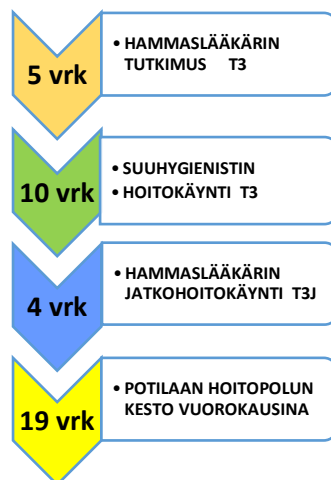 5 vrk
• HAMMASLÄÄKÄRIN
TUTKIMUS T3
10 vrk
• SUUHYGIENISTIN
• HOITOKÄYNTI T3
4 vrk
• HAMMASLÄÄKÄRIN
JATKOHOITOKÄYNTI T3J
19 vrk
• POTILAAN HOITOPOLUN
KESTO VUOROKAUSINA